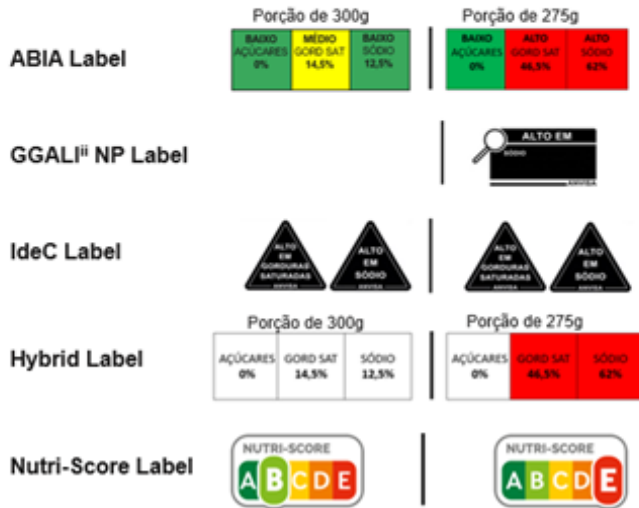 Porção de 300g
Porção de 275g
ABIA Label
BAIXO MÉDIO BAIXO
AÇÚCARES GORD SAT SÓDIO
0% 14,5% 12,5%
BAIXO ALTO ALTO
AÇÚCARES GORD SAT SÓDIO
0% 46,5% 62%
GGALIⁱⁱ NP Label
ALTO EM
SÓDIO
ANVISA
IdeC Label
ALTO
EM
GORDURAS
SATURADAS
ANVISA
ALTO
EM
SÓDIO
ANVISA
ALTO
EM
GORDURAS
SATURADAS
ANVISA
ALTO
EM
SÓDIO
ANVISA
Porção de 300g
Porção de 275g
Hybrid Label
AÇÚCARES GORD SAT SÓDIO
0% 14,5% 12,5%
AÇÚCARES GORD SAT SÓDIO
0% 46,5% 62%
Nutri-Score Label
NUTRI-SCORE
A B C D E
NUTRI-SCORE
A B C D E